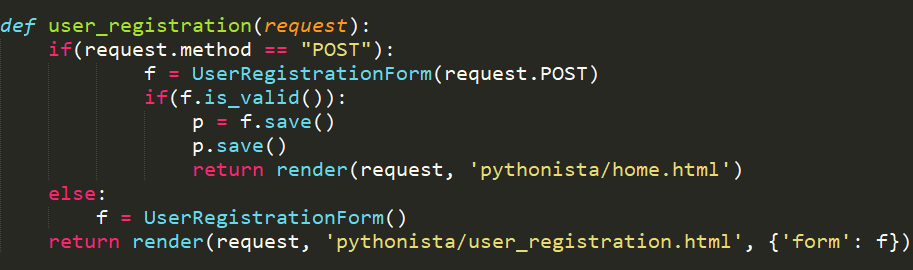 def user_registration(request):
    if(request.method == "POST"):
            f = UserRegistrationForm(request.POST)
            if(f.is_valid()):
                p = f.save()
                p.save()
                return render(request, 'pythonista/home.html')
    else:
        f = UserRegistrationForm()
    return render(request, 'pythonista/user_registration.html', {'form': f})